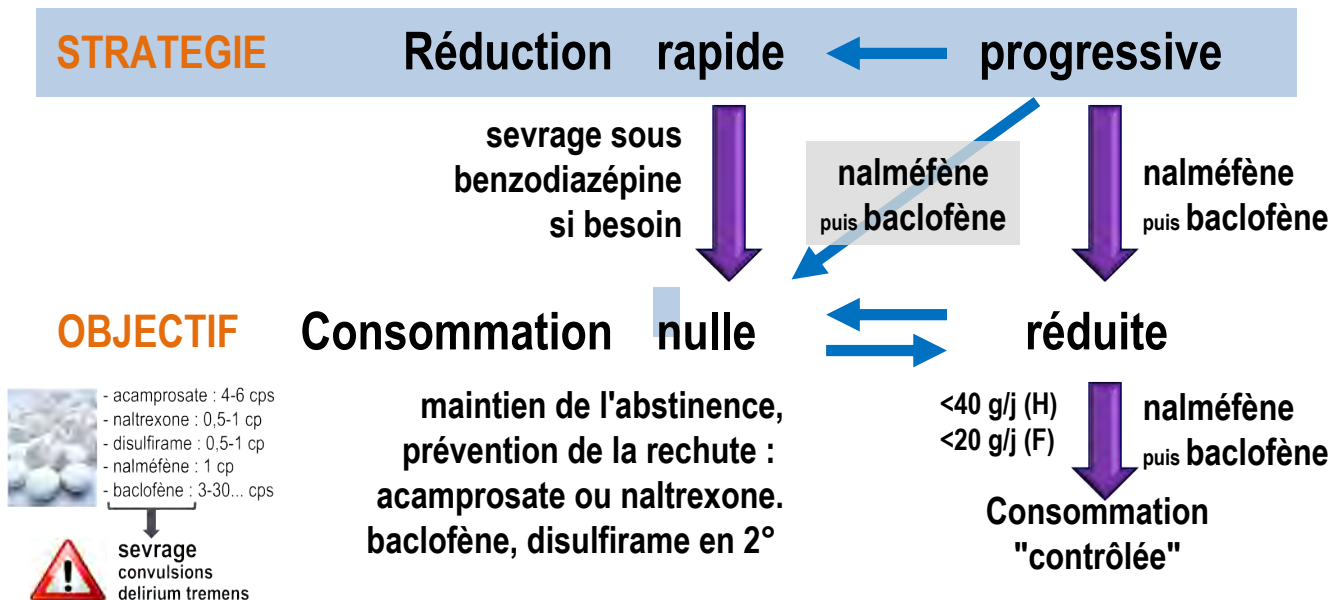 STRATEGIE Réduction rapide progressive
sevrage sous
benzodiazépine
si besoin
nalméfène
puis baclofène
nalméfène
puis baclofène
OBJECTIF Consommation nulle réduite
- acamprosate : 4-6 cps
- naltrexone : 0,5-1 cp
- disulfirame : 0,5-1 cp
- nalméfène : 1 cp
- baclofène : 3-30... cps
sevrage
convulsions
delirium tremens
maintien de l'abstinence,
prévention de la rechute :
acamprosate ou naltrexone.
baclofène, disulfirame en 2°
<40 g/j (H)
<20 g/j (F)
nalméfène
puis baclofène
Consommation
"contrôlée"